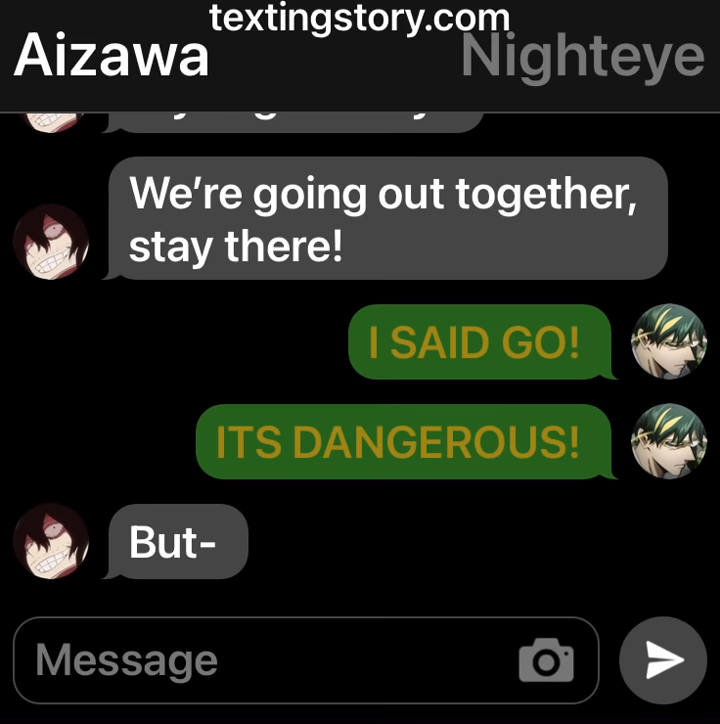 textingstory.com
Aizawa
Nighteye
We’re going out together,
stay there!
I SAID GO!
ITS DANGEROUS!
But-
Message